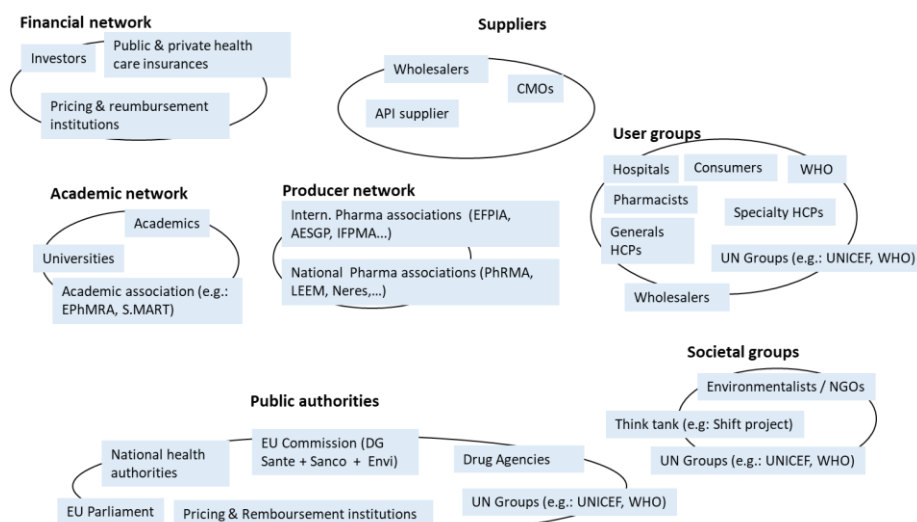 Financial network
Investors
Public & private health
care insurances
Pricing & reumbursement
institutions
Suppliers
Wholesalers
CMOs
API supplier
User groups
Hospitals
Consumers
WHO
Pharmacists
Specialty HCPs
Generals
HCPs
UN Groups (e.g.: UNICEF, WHO)
Wholesalers
Academic network
Academics
Universities
Academic association (e.g.:
EPhMRA, S.MART)
Producer network
Intern. Pharma associations (EFPIA,
AESGP, IFPMA...)
National Pharma associations (PhRMA,
LEEM, Neres,...)
Societal groups
Environmentalists / NGOs
Think tank (e.g: Shift project)
UN Groups (e.g.: UNICEF, WHO)
Public authorities
National health
authorities
EU Commission (DG
Sante + Sanco + Envi)
Drug Agencies
EU Parliament
Pricing & Remboursement institutions
UN Groups (e.g.: UNICEF, WHO)